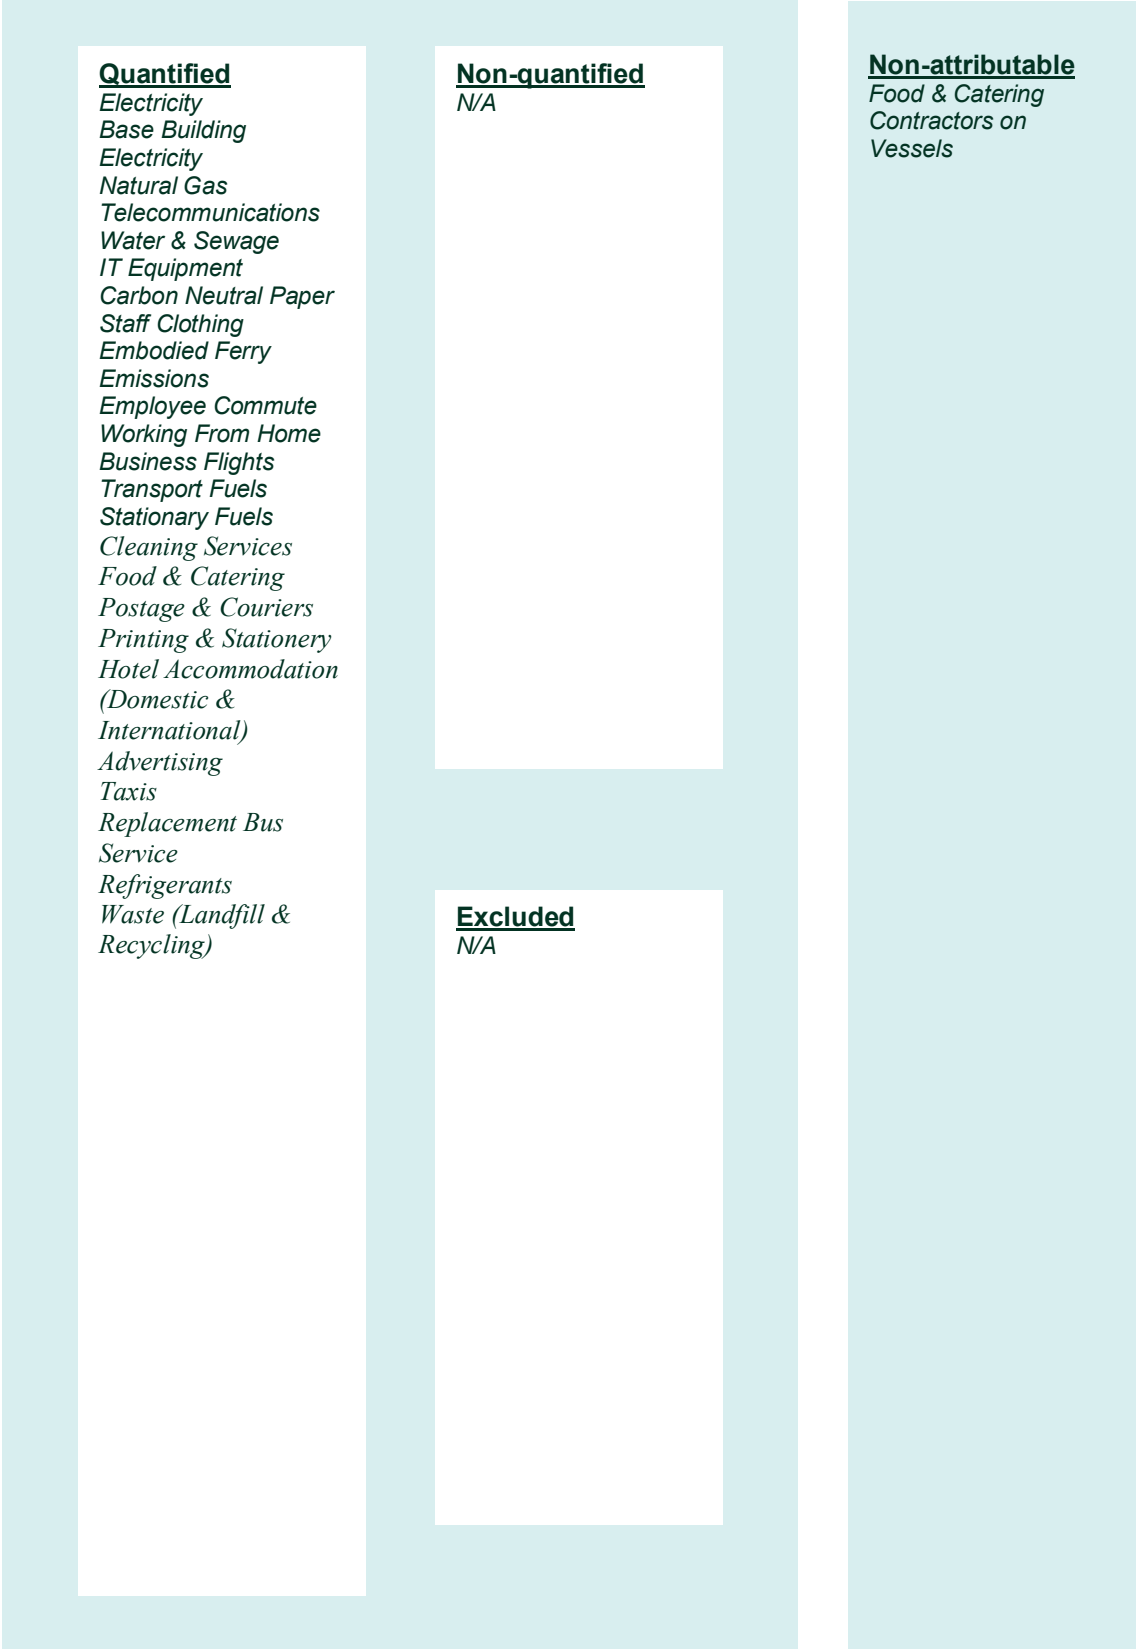 Quantified
Electricity
Base Building
Electricity
Natural Gas
Telecommunications
Water & Sewage
IT Equipment
Carbon Neutral Paper
Staff Clothing
Embodied Ferry
Emissions
Employee Commute
Working From Home
Business Flights
Transport Fuels
Stationary Fuels
Cleaning Services
Food & Catering
Postage & Couriers
Printing & Stationery
Hotel Accommodation
(Domestic &
International)
Advertising
Taxis
Replacement Bus
Service
Refrigerants
Waste (Landfill &
Recycling)
Non-quantified
N/A
Excluded
N/A
Non-attributable
Food & Catering
Contractors on
Vessels